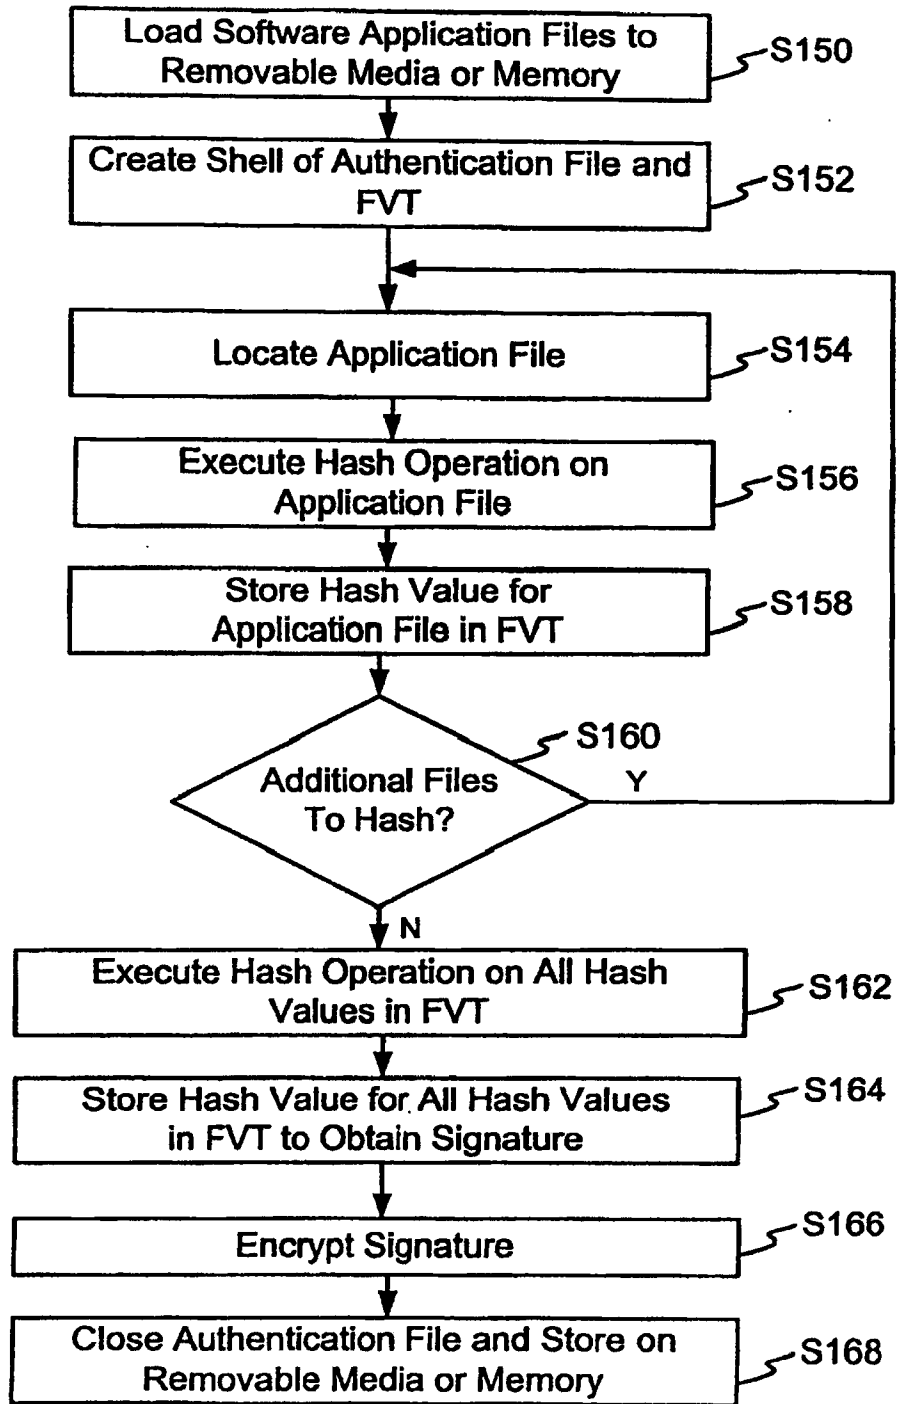 Load Software Application Files to
Removable Media or Memory
S150
Create Shell of Authentication File and
FVT
S152
Locate Application File
S154
Execute Hash Operation on
Application File
S156
Store Hash Value for
Application File in FVT
S158
S160
Additional Files
To Hash?
Y
N
Execute Hash Operation on All Hash
Values in FVT
S162
Store Hash Value for All Hash Values
in FVT to Obtain Signature
S164
Encrypt Signature
S166
Close Authentication File and Store on
Removable Media or Memory
S168